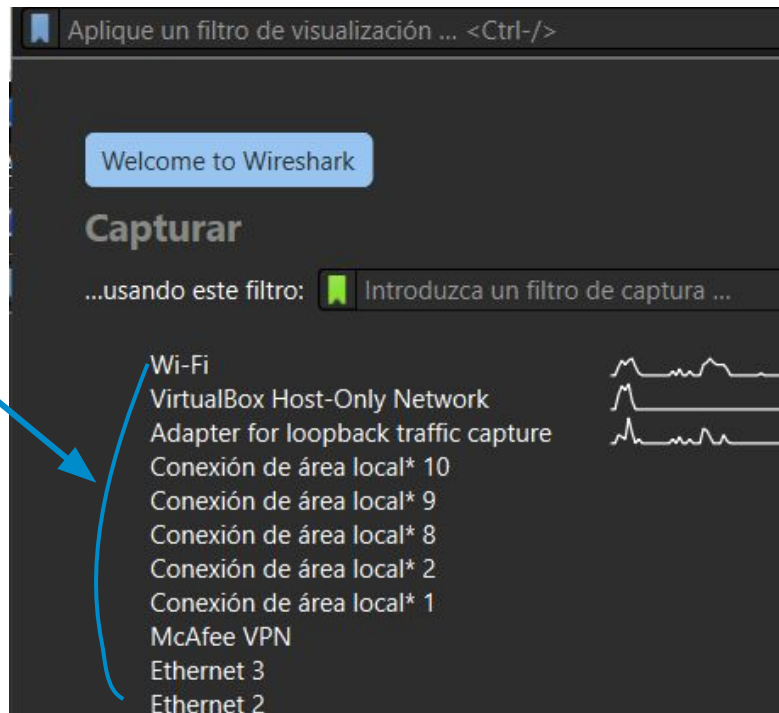 Aplique un filtro de visualización ... <Ctrl-/>
Welcome to Wireshark
Capturar
...usando este filtro: Introduzca un filtro de captura ...
Wi-Fi
VirtualBox Host-Only Network
Adapter for loopback traffic capture
Conexión de área local* 10
Conexión de área local* 9
Conexión de área local* 8
Conexión de área local* 2
Conexión de área local* 1
McAfee VPN
Ethernet 3
Ethernet 2